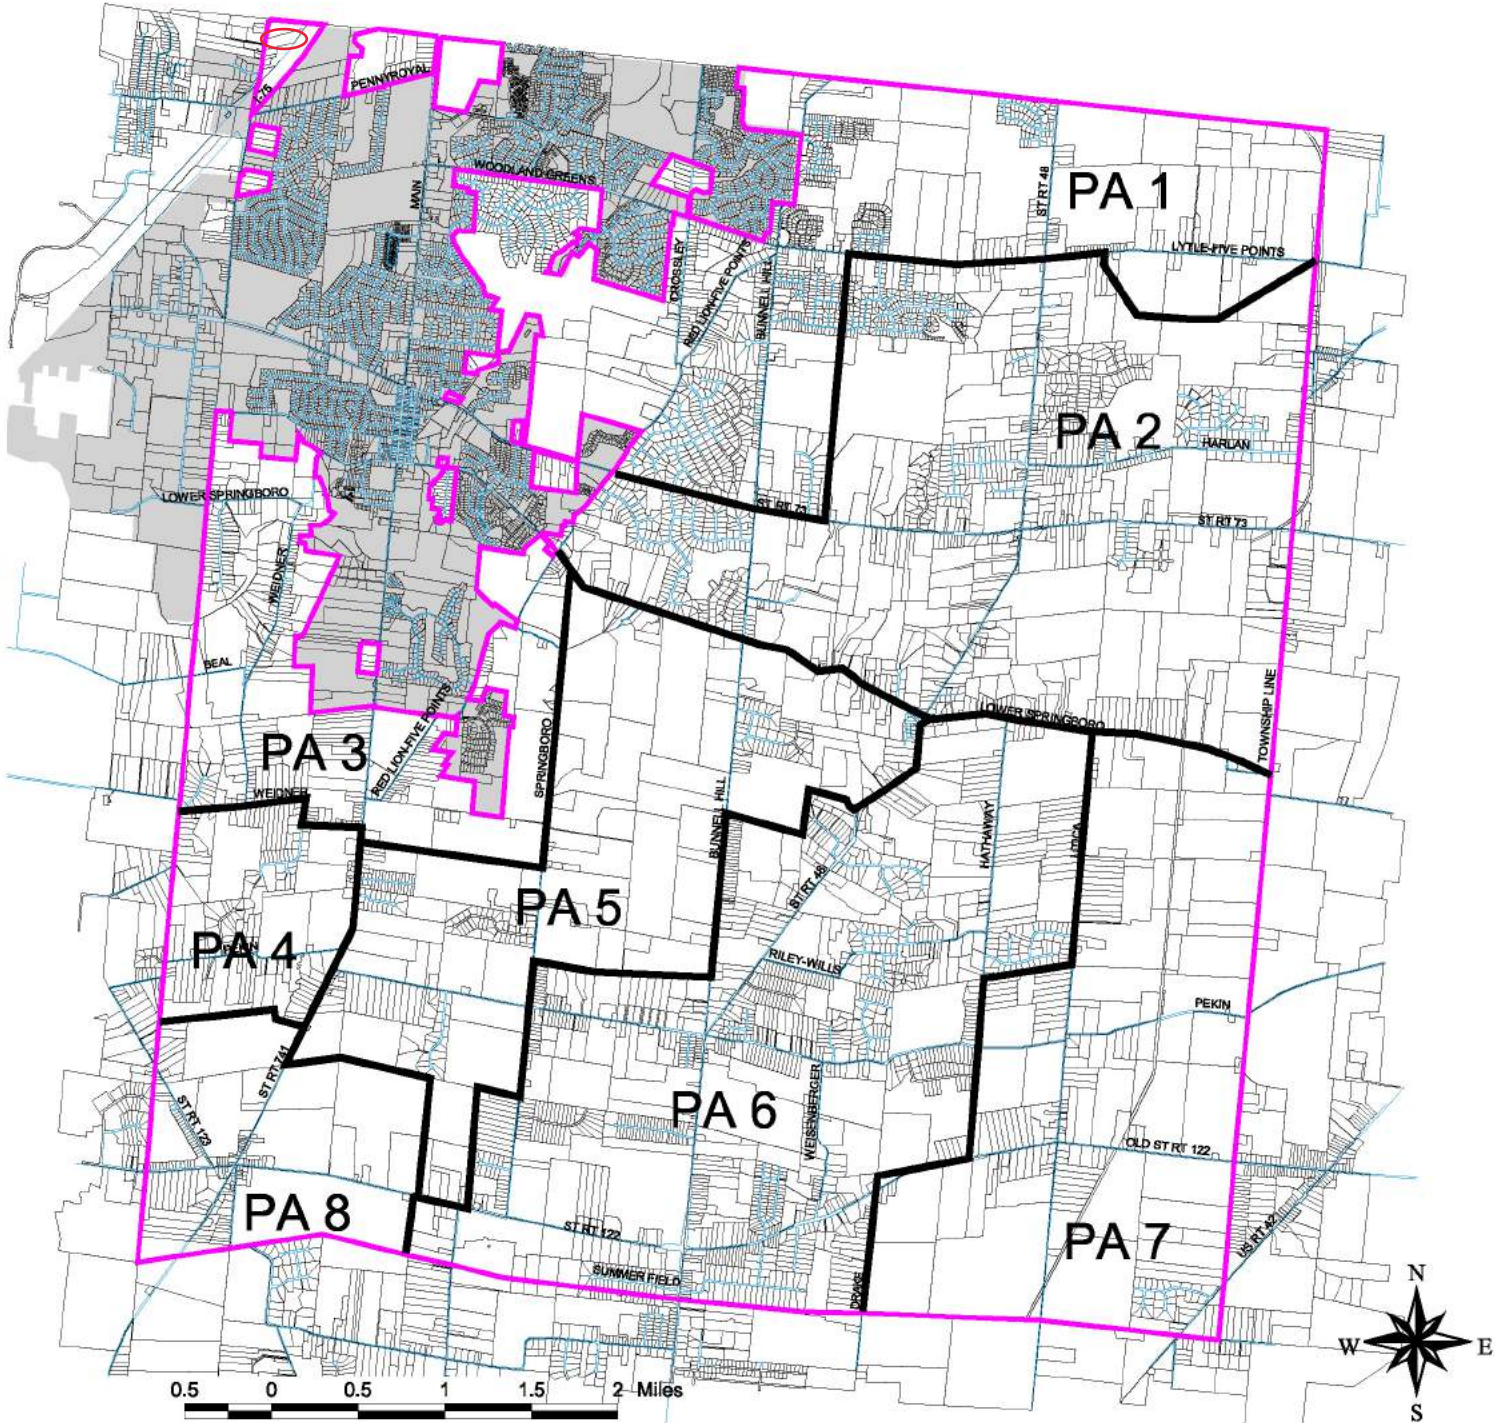 I-75
PENNYROYAL
WOODLAND GREENS
MAIN
ST RT 48
PA 1
CROSSLEY
RED LION-FIVE POINTS
BUNNELL HILL
LYTLE-FIVE POINTS
PA 2
HARLAN
LOWER SPRINGBORO
ST RT 73
ST RT 73
WEIDNER
BEAL
TOWNSHIP LINE
RED LION-FIVE POINTS
LOWER SPRINGBORO
PA 3
SPRINGBORO
WEIDNER
BUNNELL HILL
HATHAWAY
UTICA
ST RT 48
PA 5
PA 4
PEKIN
RILEY-WILLS
PEKIN
ST RT 741
ST RT 123
PA 6
WEISENBERGER
OLD ST RT 122
PA 8
ST RT 122
PA 7
US RT 42
SUMMER FIELD
DRAKE
N
W
E
S
0.5 0 0.5 1 1.5 2 Miles